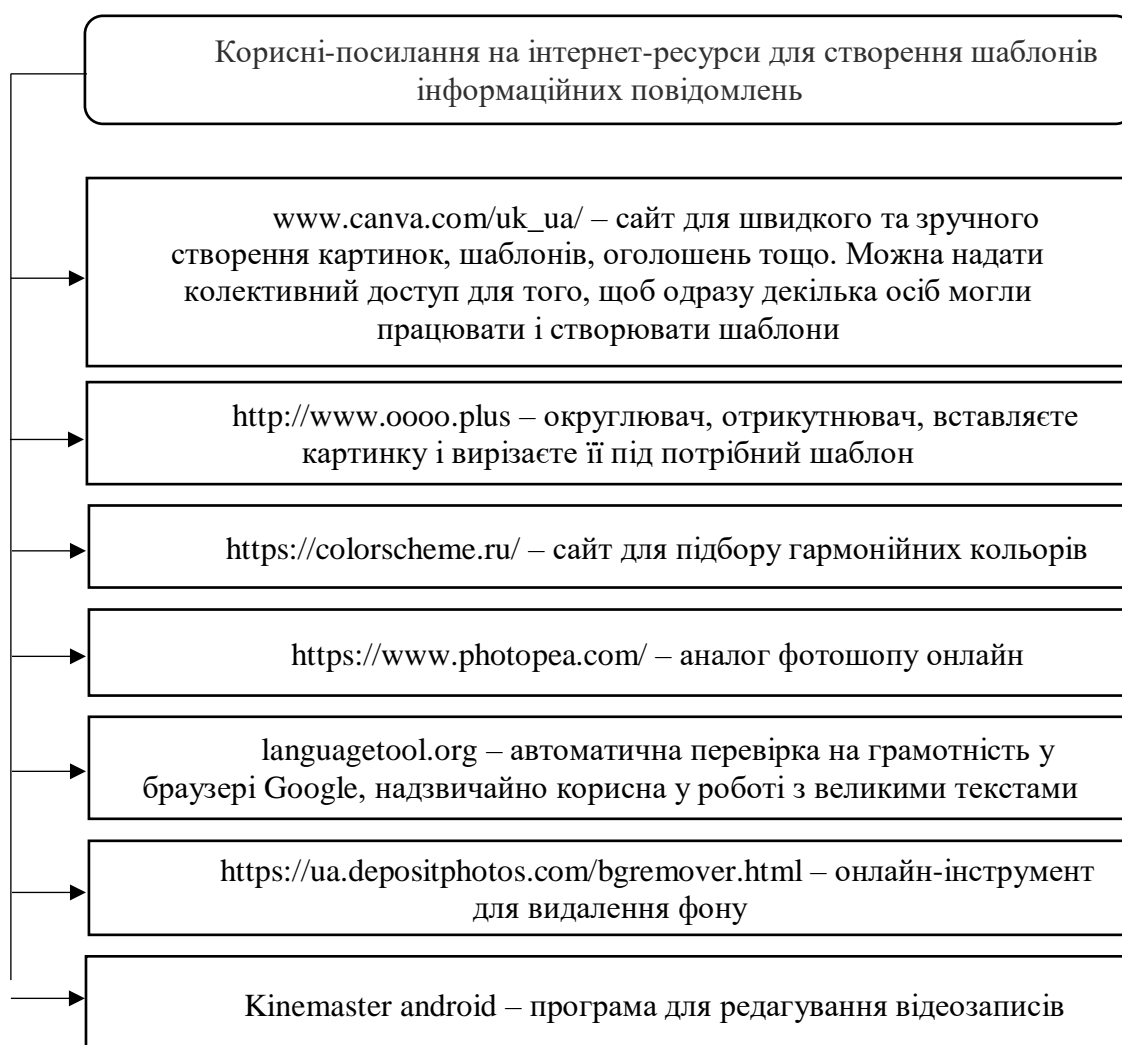 Корисні-посилання на інтернет-ресурси для створення шаблонів
інформаційних повідомлень
www.canva.com/uk_ua/ – сайт для швидкого та зручного
створення картинок, шаблонів, оголошень тощо. Можна надати
колективний доступ для того, щоб одразу декілька осіб могли
працювати і створювати шаблони
http://www.oooo.plus – округлювач, отрикутнювач, вставляєте
картинку і вирізаєте її під потрібний шаблон
https://colorscheme.ru/ – сайт для підбору гармонійних кольорів
https://www.photopea.com/ – аналог фотошопу онлайн
languagetool.org – автоматична перевірка на грамотність у
браузері Google, надзвичайно корисна у роботі з великими текстами
https://ua.depositphotos.com/bgremover.html – онлайн-інструмент
для видалення фону
Kinemaster android – програма для редагування відеозаписів